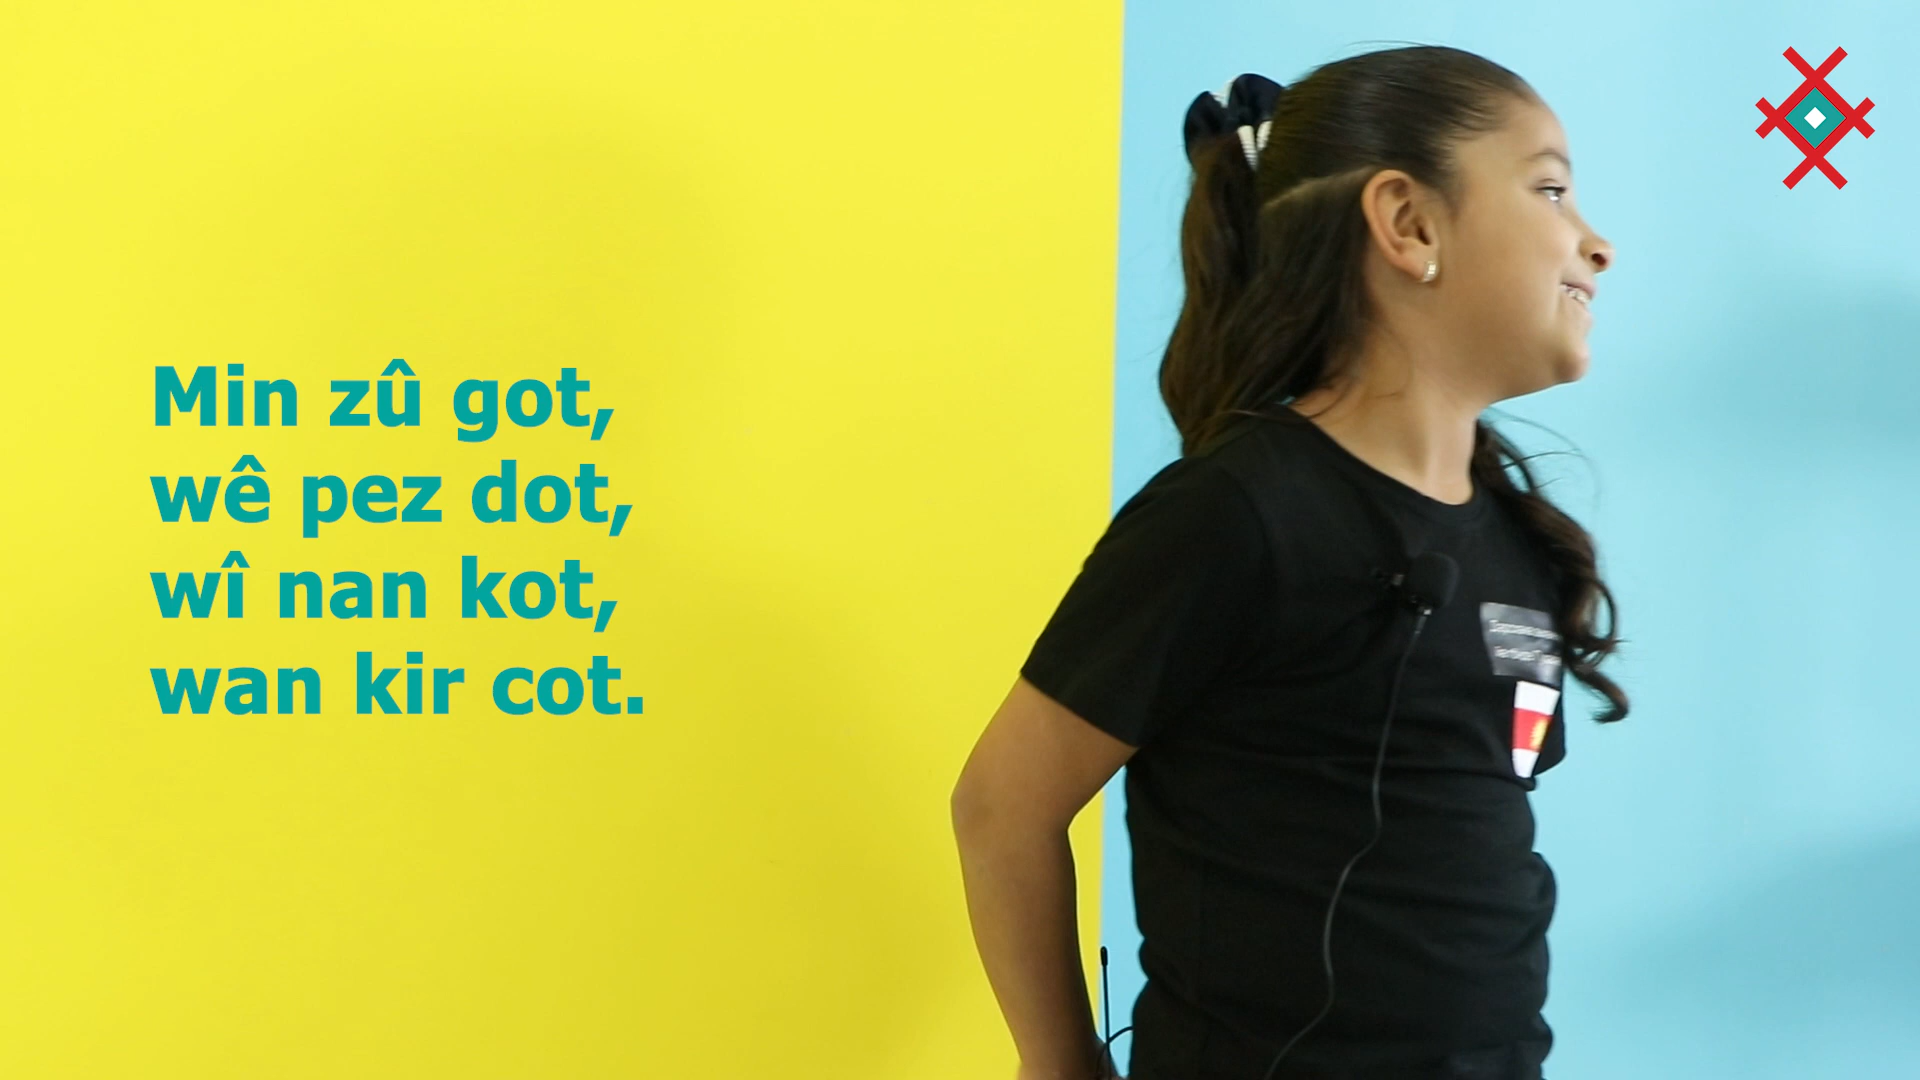 Min zû got,
wê pez dot,
wî nan kot,
wan kir cot.